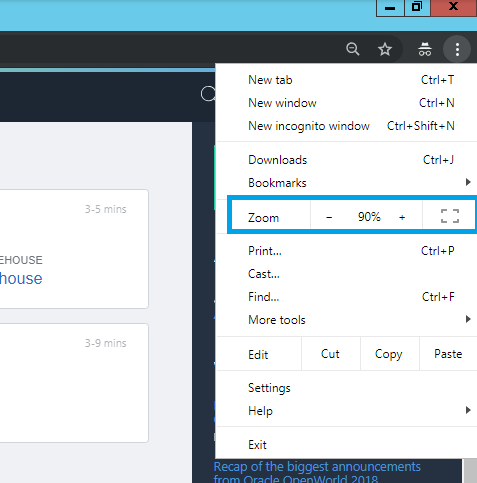 New tab Ctrl+T
New window Ctrl+N
New incognito window Ctrl+Shift+N
Downloads Ctrl+J
Bookmarks
Zoom − 90% +
Print... Ctrl+P
Cast...
Find... Ctrl+F
More tools
Edit Cut Copy Paste
Settings
Help
Exit
3-5 mins
EHOUSE
house
3-9 mins
Recap of the biggest announcements
from Oracle OpenWorld 2018